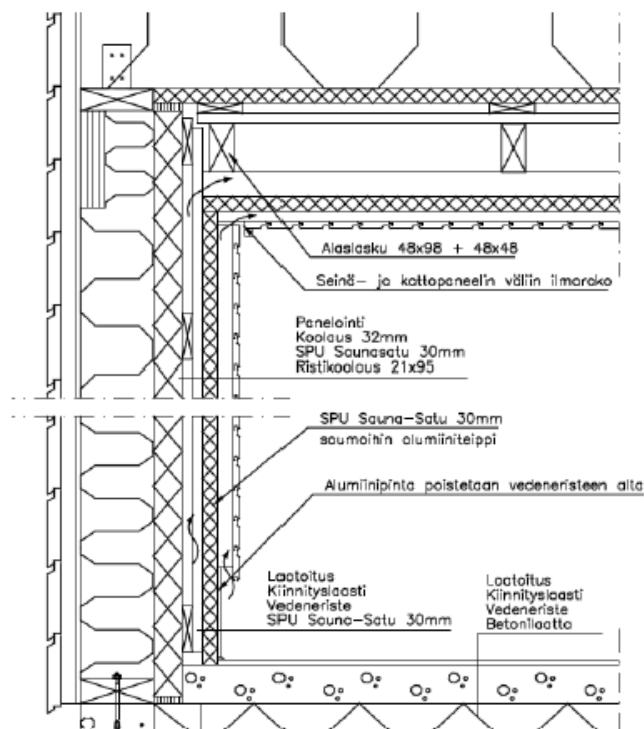 Alaslasku 48x98 + 48x48
Seinä- ja kattopaneelin väliin ilmarako
Panelointi
Koolaus 32mm
SPU Saunasatu 30mm
Ristikoolaus 21x95
SPU Sauna-Satu 30mm
saumoihin alumiiniteippi
Alumiinipinta poistetaan vedeneristeen alta
Laatoitus
Kiinnityslaasti
Vedeneriste
SPU Sauna-Satu 30mm
Laatoitus
Kiinnityslaasti
Vedeneriste
Betonilaatta